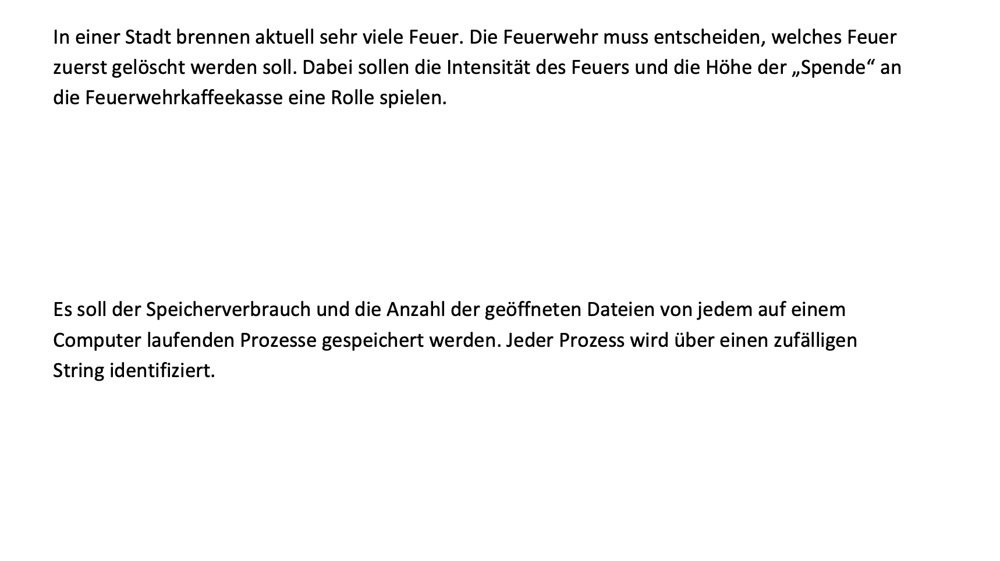 In einer Stadt brennen aktuell sehr viele Feuer. Die Feuerwehr muss entscheiden, welches Feuer
zuerst gelöscht werden soll. Dabei sollen die Intensität des Feuers und die Höhe der „Spende“ an
die Feuerwehrkaffeekasse eine Rolle spielen.
Es soll der Speicherverbrauch und die Anzahl der geöffneten Dateien von jedem auf einem
Computer laufenden Prozesse gespeichert werden. Jeder Prozess wird über einen zufälligen
String identifiziert.